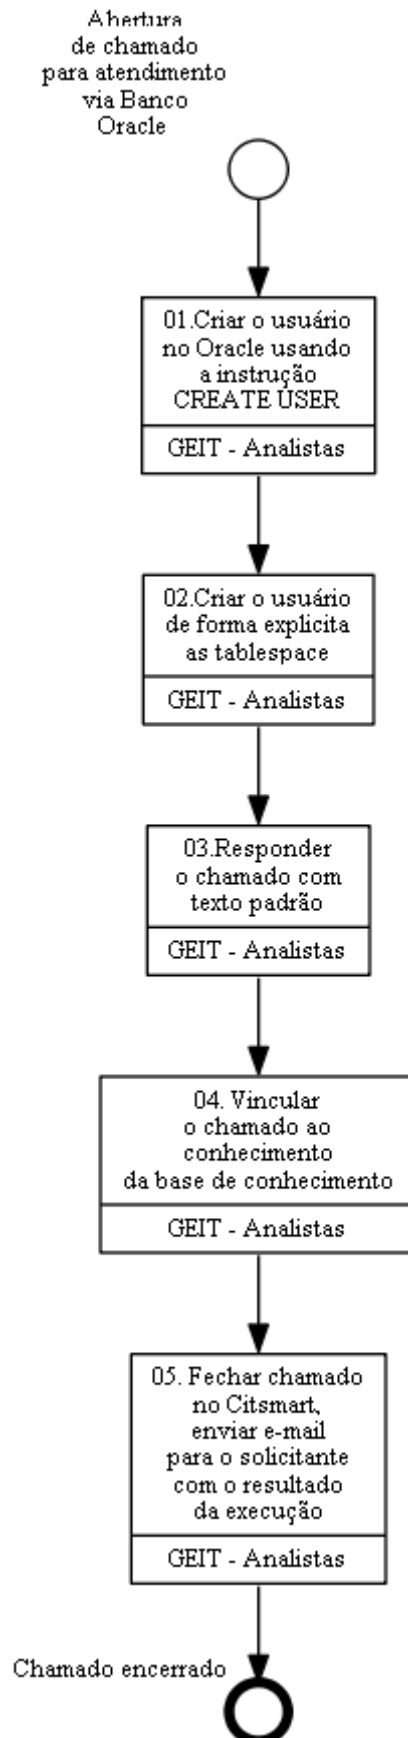 Abertura
de chamado
para atendimento
via Banco
Oracle
01.Criar o usuário
no Oracle usando
a instrução
CREATE USER
GEIT - Analistas
02.Criar o usuário
de forma explicita
as tablespace
GEIT - Analistas
03.Responder
o chamado com
texto padrão
GEIT - Analistas
04. Vincular
o chamado ao
conhecimento
da base de conhecimento
GEIT - Analistas
05. Fechar chamado
no Citsmart,
enviar e-mail
para o solicitante
com o resultado
da execução
GEIT - Analistas
Chamado encerrado